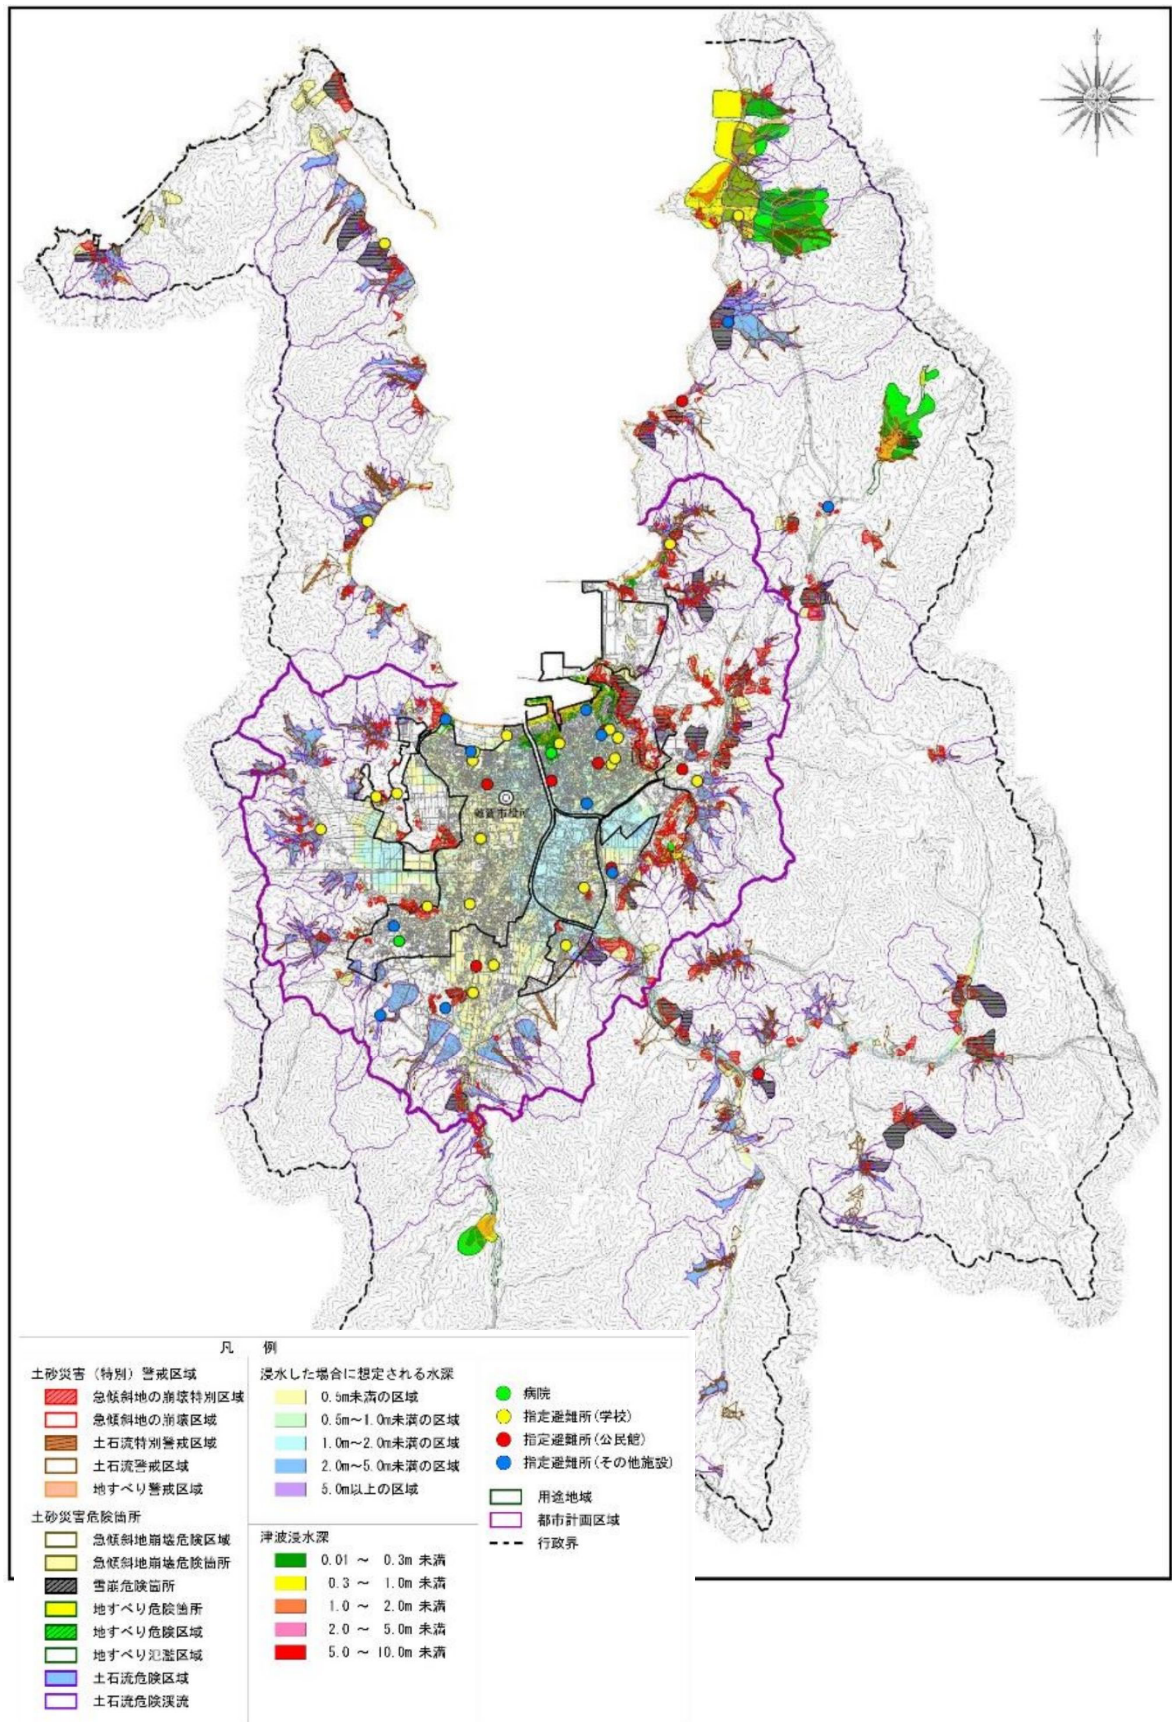 敦賀市役所
凡 例
土砂災害（特別）警戒区域
急傾斜地の崩壊特別区域
急傾斜地の崩壊区域
土石流特別警戒区域
土石流警戒区域
地すべり警戒区域
土砂災害危険箇所
急傾斜地崩壊危険区域
急傾斜地崩壊危険箇所
雪崩危険箇所
地すべり危険箇所
地すべり危険区域
地すべり氾濫区域
土石流危険区域
土石流危険渓流
浸水した場合に想定される水深
0.5m未満の区域
0.5m～1.0m未満の区域
1.0m～2.0m未満の区域
2.0m～5.0m未満の区域
5.0m以上の区域
津波浸水深
0.01 ～ 0.3m 未満
0.3 ～ 1.0m 未満
1.0 ～ 2.0m 未満
2.0 ～ 5.0m 未満
5.0 ～ 10.0m 未満
病院
指定避難所(学校)
指定避難所(公民館)
指定避難所(その他施設)
用途地域
都市計画区域
行政界